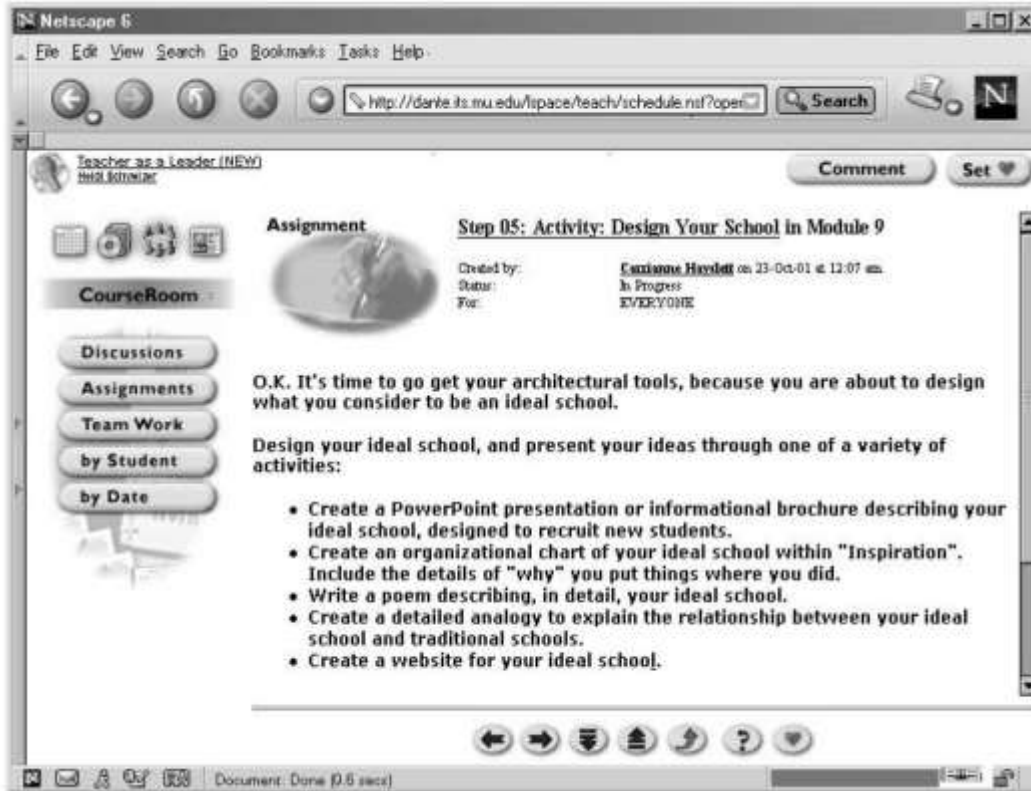 Netscape 6
File Edit View Search Go Bookmarks Tasks Help
http://dante.its.mu.edu/lspace/teach/schedule.nsf?open
Search
N
Teacher as a Leader (NEW)
Heidi Schweizer
Comment
Set
Assignment
Step 05: Activity: Design Your School in Module 9
Created by: on 23-Oct-01 at 12:07 am
Status: In Progress
For: EVERYONE
CourseRoom
Discussions
Assignments
Team Work
by Student
by Date
O.K. It's time to go get your architectural tools, because you are about to design
what you consider to be an ideal school.
Design your ideal school, and present your ideas through one of a variety of
activities:
• Create a PowerPoint presentation or informational brochure describing your
ideal school, designed to recruit new students.
• Create an organizational chart of your ideal school within "Inspiration".
Include the details of "why" you put things where you did.
• Write a poem describing, in detail, your ideal school.
• Create a detailed analogy to explain the relationship between your ideal
school and traditional schools.
• Create a website for your ideal school.
?
Document: Done (0.6 secs)